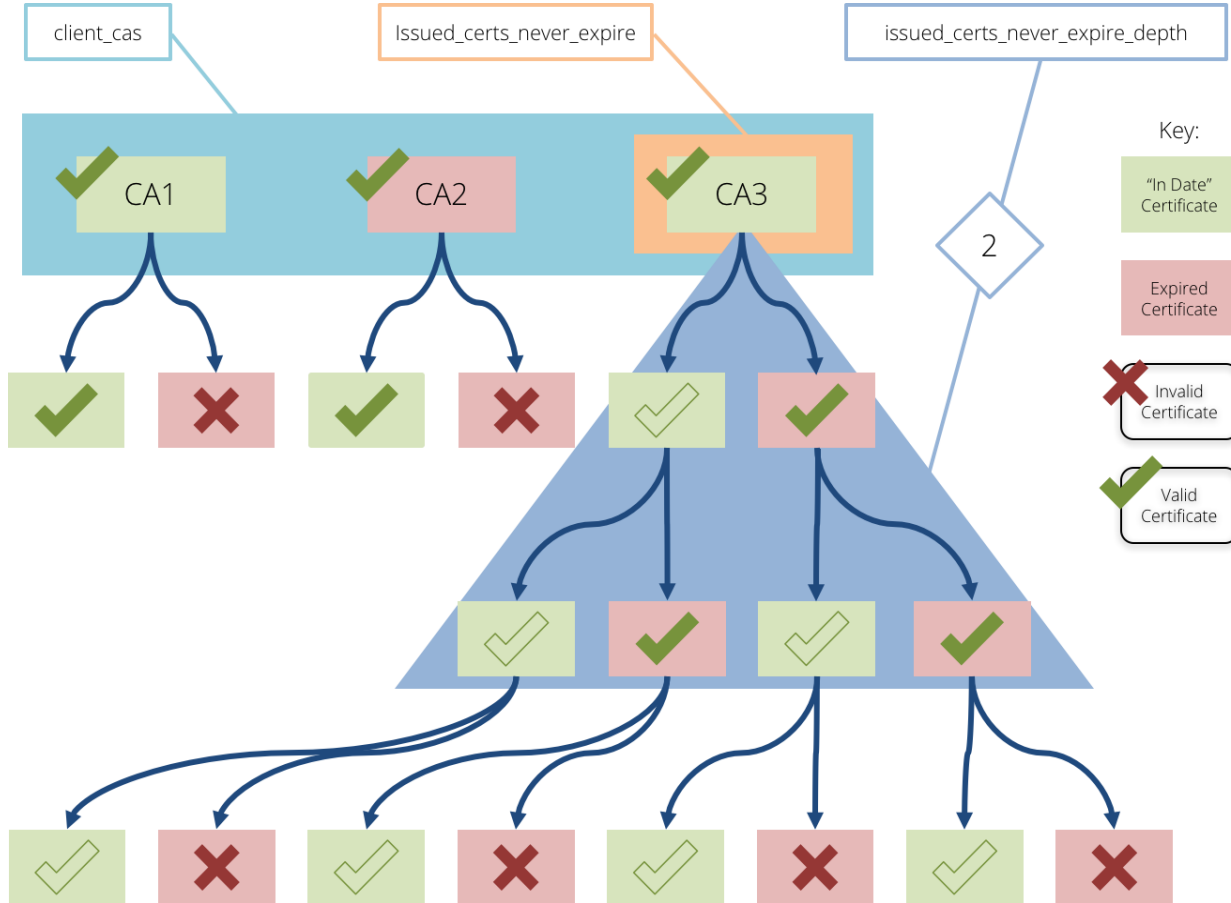 client_cas
Issued_certs_never_expire
issued_certs_never_expire_depth
Key:
CA1
CA2
CA3
“In Date”
Certificate
2
Expired
Certificate
Invalid
Certificate
Valid
Certificate